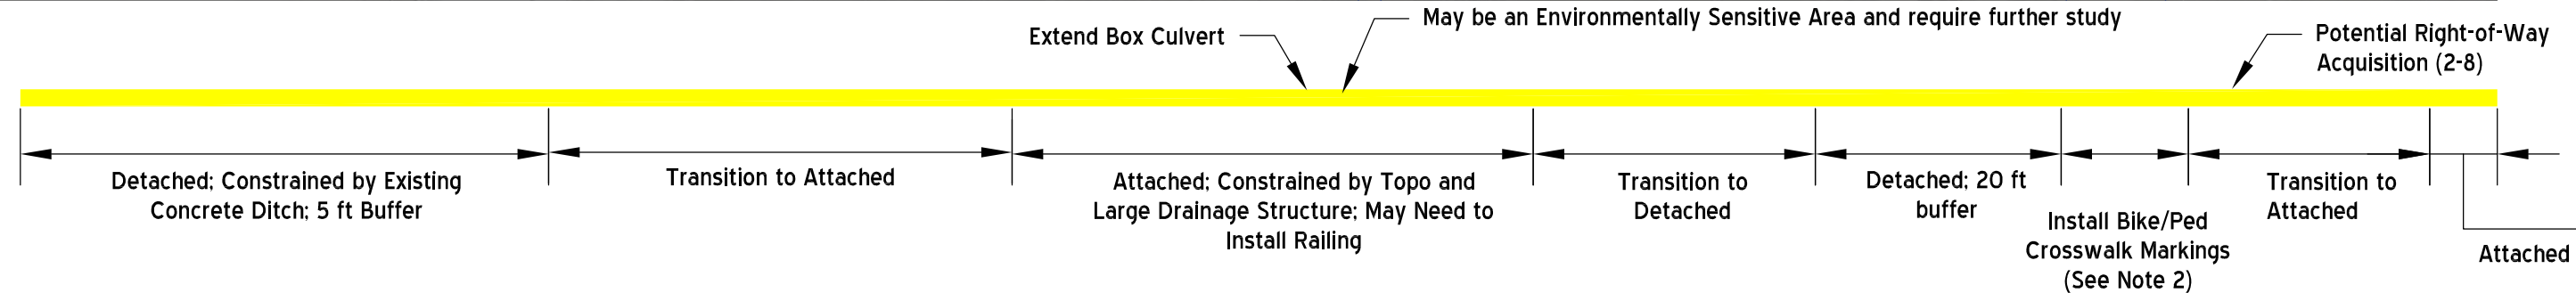 May be an Environmentally Sensitive Area and require further study
Extend Box Culvert
Potential Right-of-Way
Acquisition (2-8)
Detached; Constrained by Existing
Concrete Ditch; 5 ft Buffer
Transition to Attached
Attached; Constrained by Topo and
Large Drainage Structure; May Need to
Install Railing
Transition to
Detached
Detached; 20 ft
buffer
Install Bike/Ped
Crosswalk Markings
(See Note 2)
Transition to
Attached
Attached